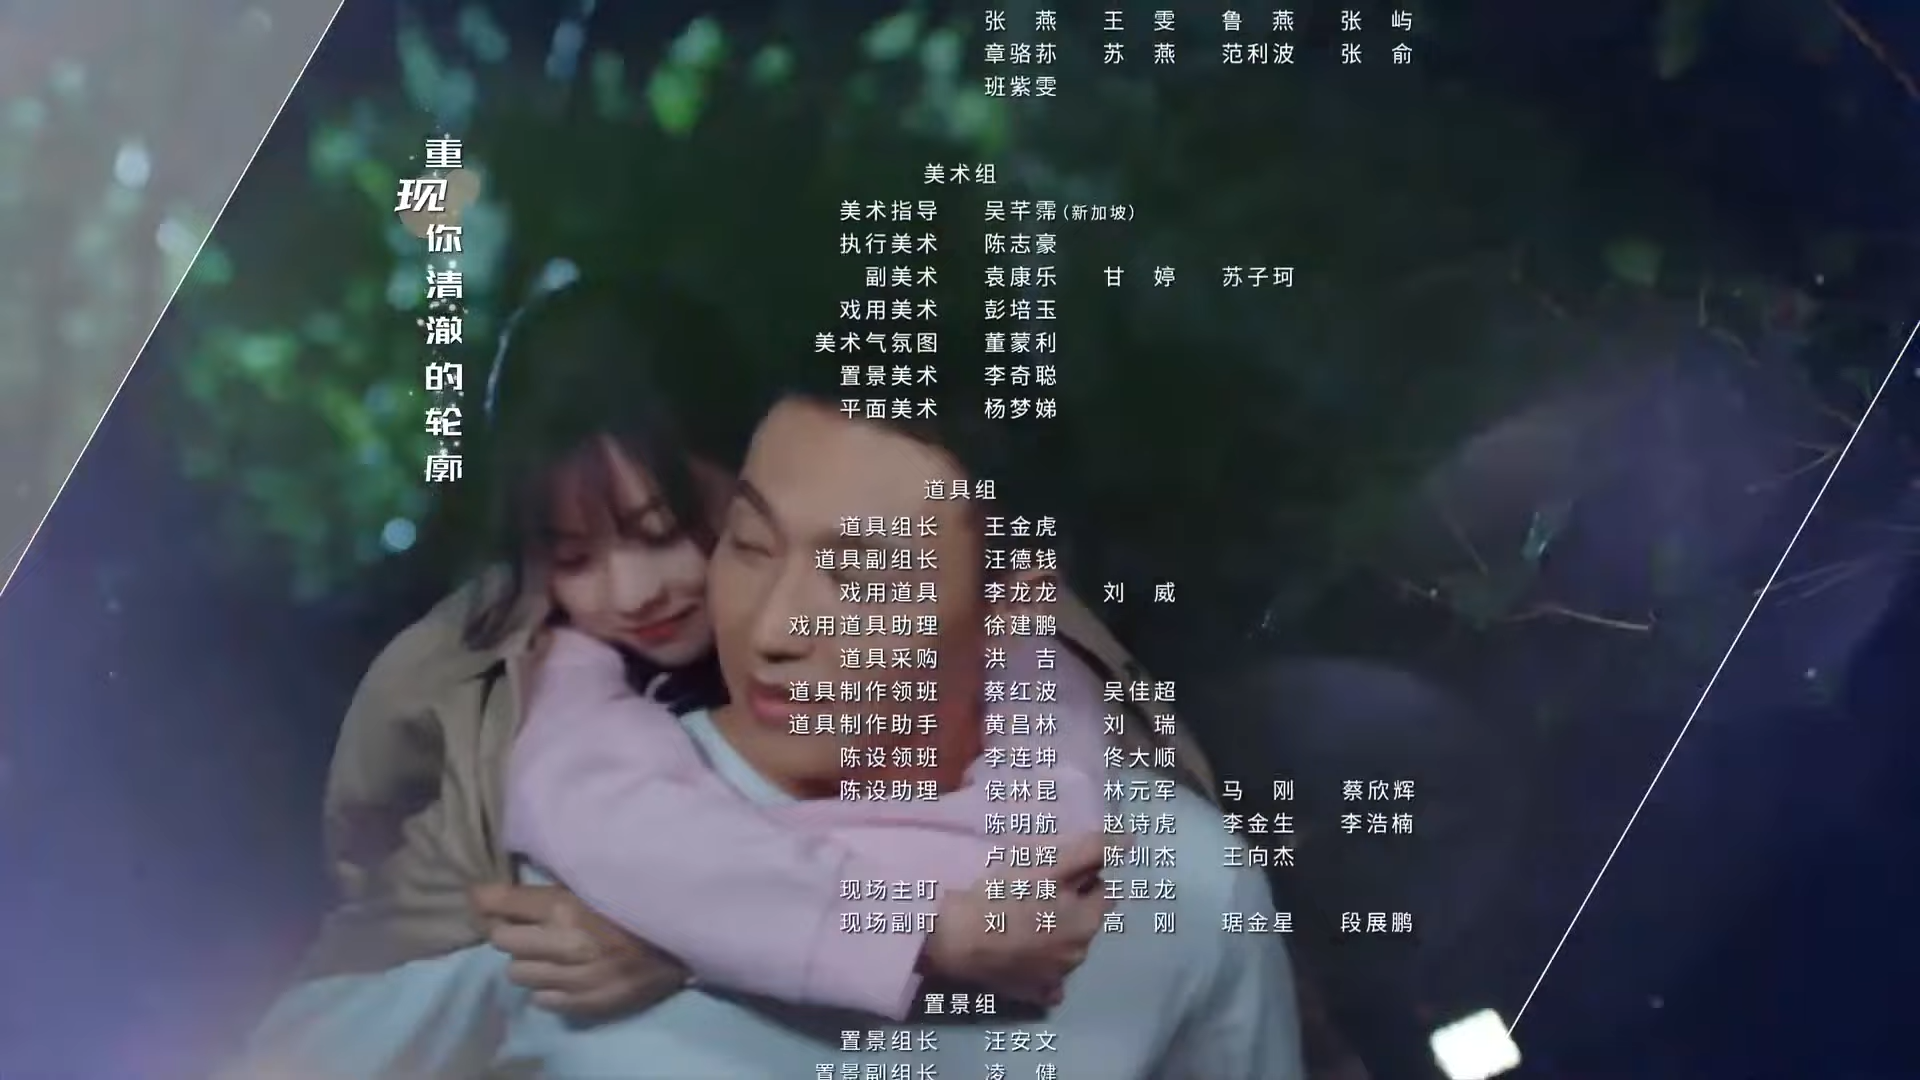 张 燕 王 雯 鲁 燕 张 屿
章骆荪 苏 燕 范利波 张 俞
班紫雯
重现你清澈的轮廓
美术组
美术指导 吴芊霈(新加坡)
执行美术 陈志豪
副美术 袁康乐 甘 婷 苏子珂
戏用美术 彭培玉
美术气氛图 董蒙利
置景美术 李奇聪
平面美术 杨梦娣
道具组
道具组长 王金虎
道具副组长 汪德钱
戏用道具 李龙龙 刘 威
戏用道具助理 徐建鹏
道具采购 洪 吉
道具制作领班 蔡红波 吴佳超
道具制作助手 黄昌林 刘 瑞
陈设领班 李连坤 佟大顺
陈设助理 侯林昆 林元军 马 刚 蔡欣辉
陈明航 赵诗虎 李金生 李浩楠
卢旭辉 陈圳杰 王向杰
现场主盯 崔孝康 王显龙
现场副盯 刘 洋 高 刚 琚金星 段展鹏
置景组
置景组长 汪安文
置景副组长 凌 健